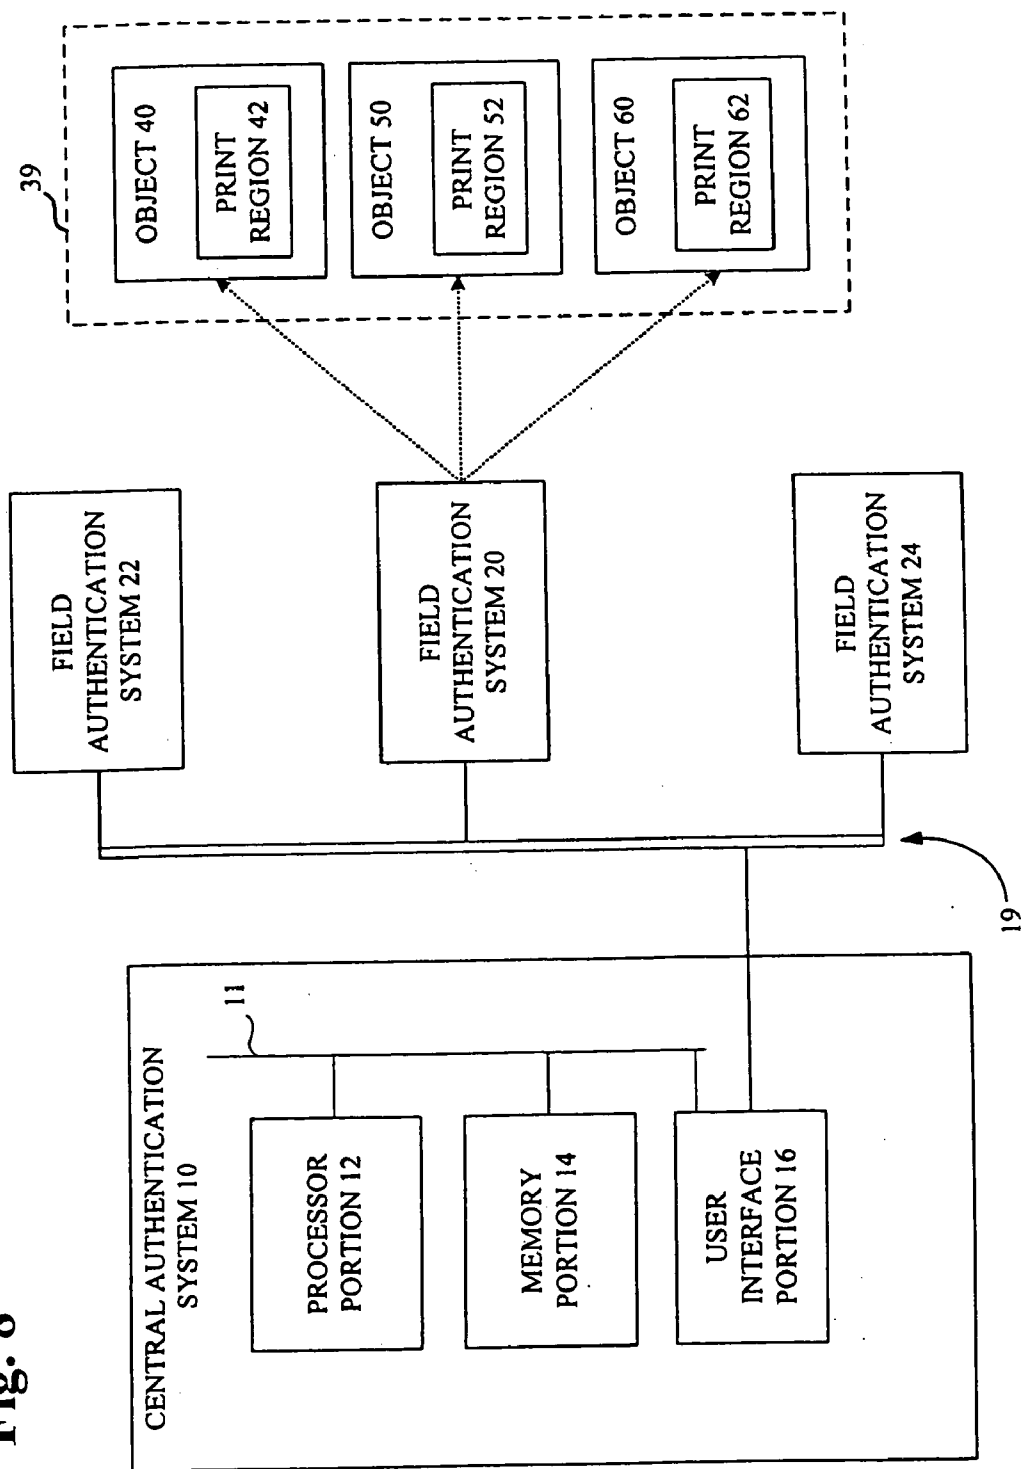 Fig.
CENTRAL AUTHENTICATION
SYSTEM 10
11
PROCESSOR
PORTION 12
MEMORY
PORTION 14
USER
INTERFACE
PORTION 16
19
FIELD
AUTHENTICATION
SYSTEM 22
FIELD
AUTHENTICATION
SYSTEM 20
FIELD
AUTHENTICATION
SYSTEM 24
39
OBJECT 40
PRINT
REGION 42
OBJECT 50
PRINT
REGION 52
OBJECT 60
PRINT
REGION 62